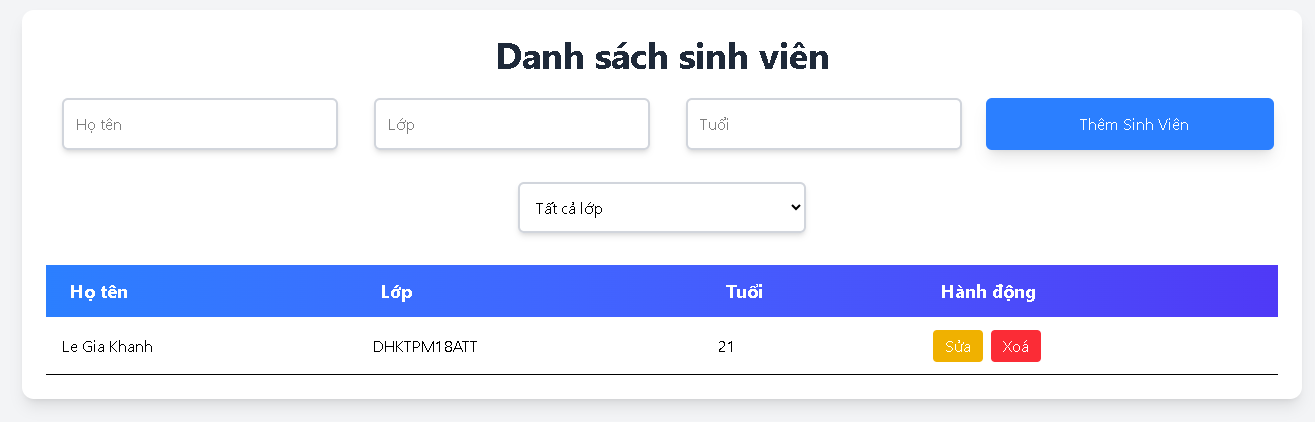 Danh sách sinh viên
Họ tên Lớp Tuổi Thêm Sinh Viên
Tất cả lớp
Họ tên Lớp Tuổi Hành động
Le Gia Khanh DHKTPM18ATT 21 Sửa Xoá